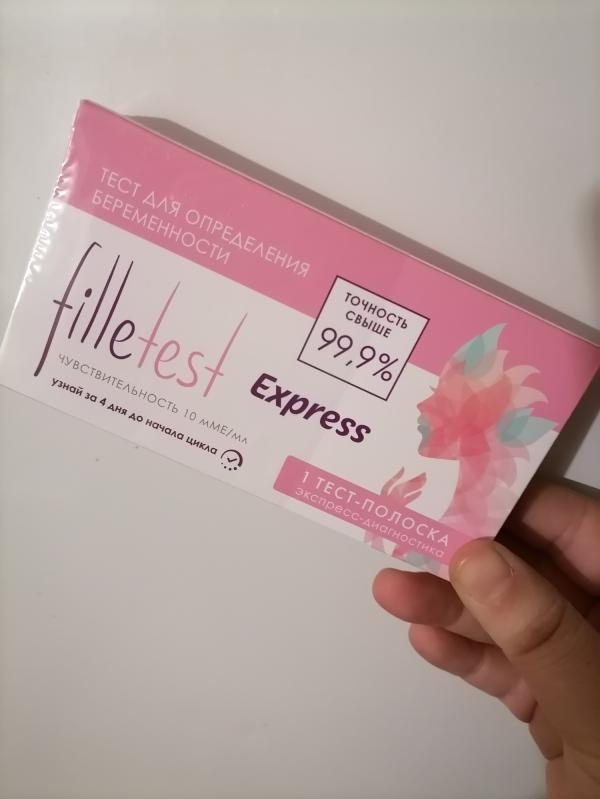 ТЕСТ ДЛЯ ОПРЕДЕЛЕНИЯ
БЕРЕМЕННОСТИ
ТОЧНОСТЬ
СВЫШЕ
99,9%
filletest
Express
ЧУВСТВИТЕЛЬНОСТЬ 10 мМЕ/мл
узнай за 4 дня до начала цикла
1 ТЕСТ-ПОЛОСКА
экспресс-диагностика